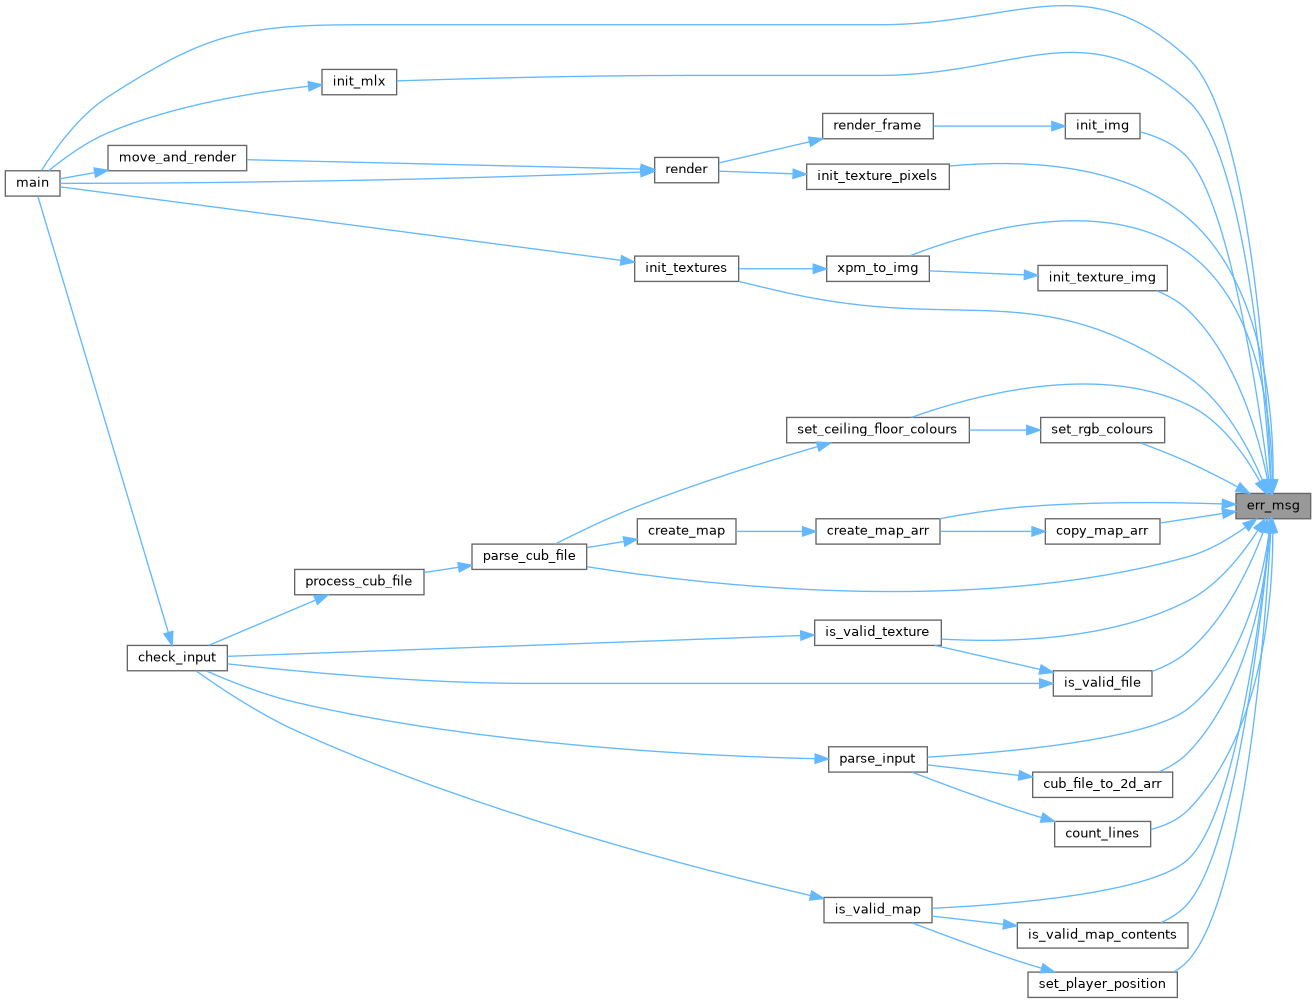 init_mlx
render_frame
init_img
move_and_render
render
init_texture_pixels
main
init_textures
xpm_to_img
init_texture_img
set_ceiling_floor_colours
set_rgb_colours
err_msg
create_map
create_map_arr
copy_map_arr
parse_cub_file
process_cub_file
is_valid_texture
check_input
is_valid_file
parse_input
cub_file_to_2d_arr
count_lines
is_valid_map
is_valid_map_contents
set_player_position